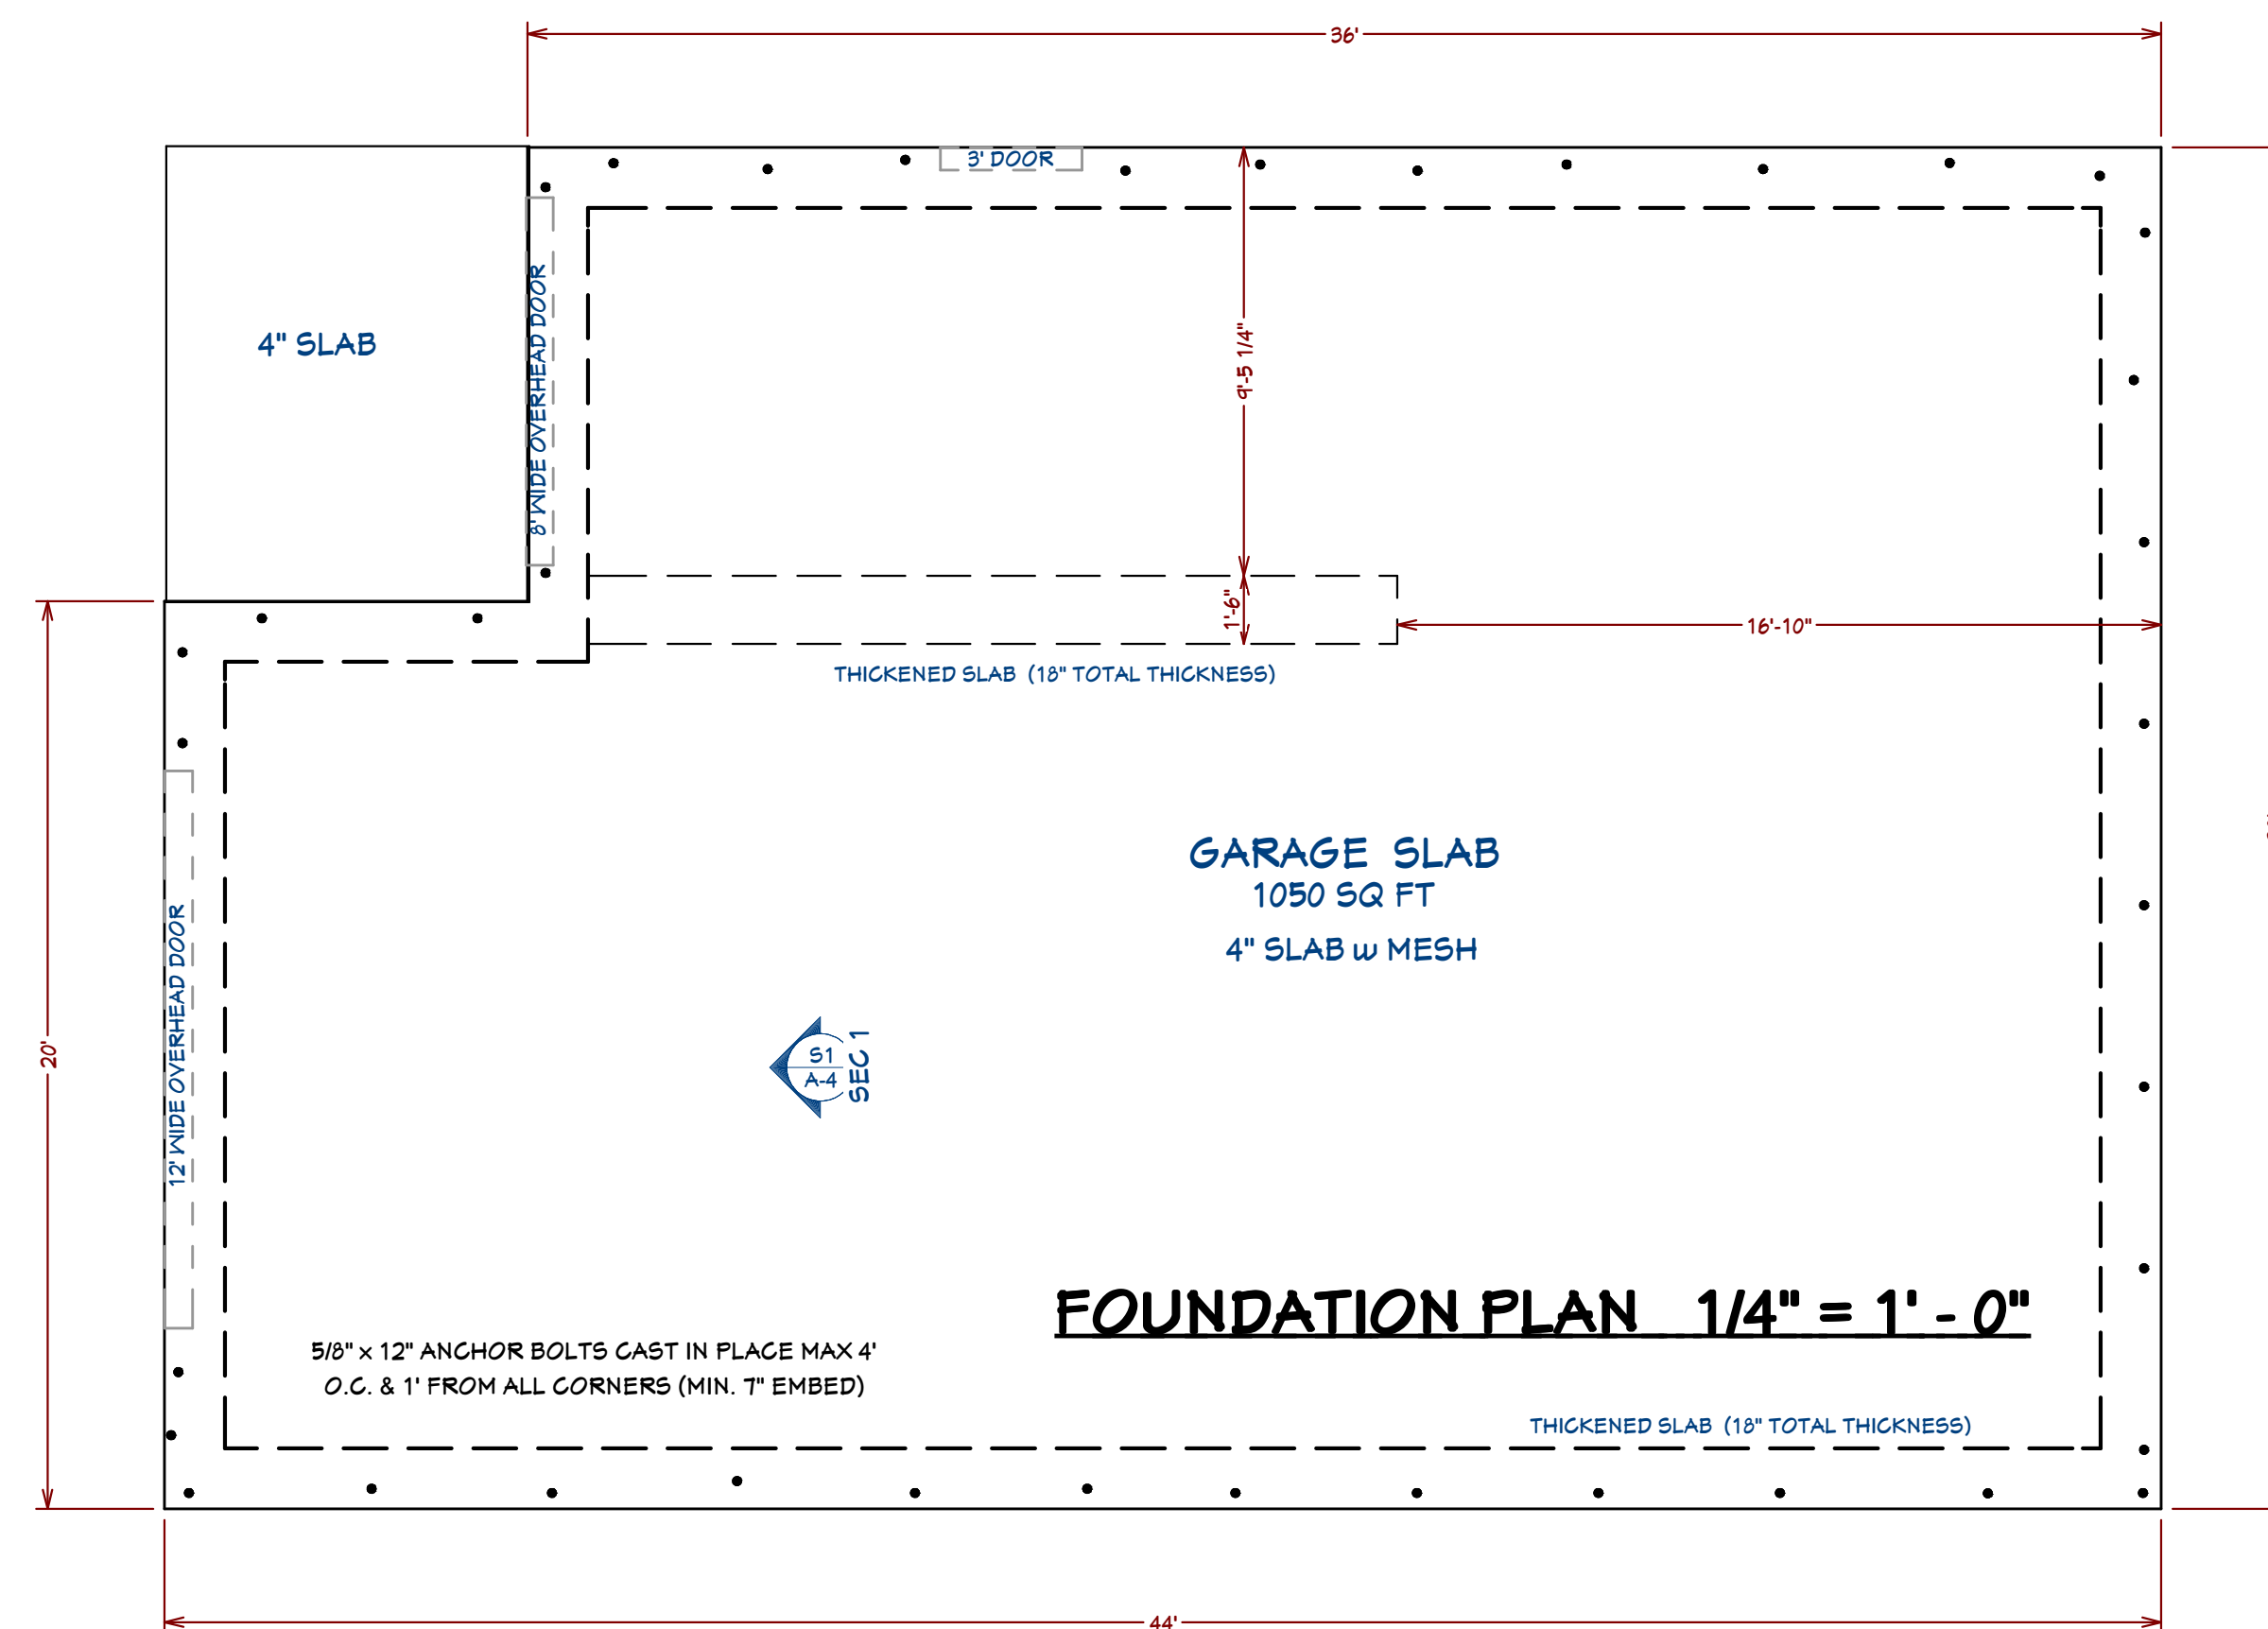 36'
3' DOOR
4" SLAB
8' WIDE OVERHEAD DOOR
9'-5 1/4"
1'-6"
16'-10"
THICKENED SLAB (18" TOTAL THICKNESS)
GARAGE SLAB
1050 SQ FT
4" SLAB w MESH
20'
12' WIDE OVERHEAD DOOR
S1
A-4
SEC 1
FOUNDATION PLAN 1/4" = 1' - 0"
5/8" x 12" ANCHOR BOLTS CAST IN PLACE MAX 4'
O.C. & 1' FROM ALL CORNERS (MIN. 7" EMBED)
THICKENED SLAB (18" TOTAL THICKNESS)
44'